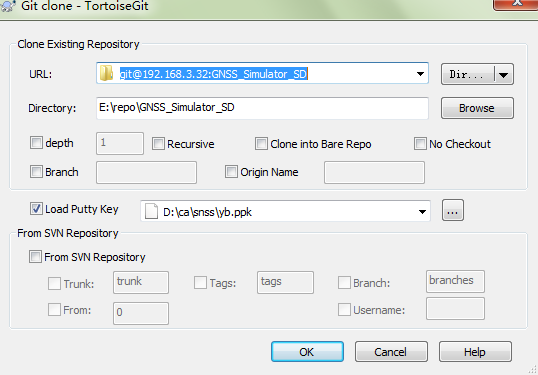 Git clone - TortoiseGit
Clone Existing Repository
URL: git@192.168.3.32:GNSS_Simulator_SD Dir...
Directory: E:\repo\GNSS_Simulator_SD Browse
depth 1 Recursive Clone into Bare Repo No Checkout
Branch Origin Name
Load Putty Key D:\ca\snss\yb.ppk ...
From SVN Repository
From SVN Repository
Trunk: trunk Tags: tags Branch: branches
From: 0 Username:
OK Cancel Help